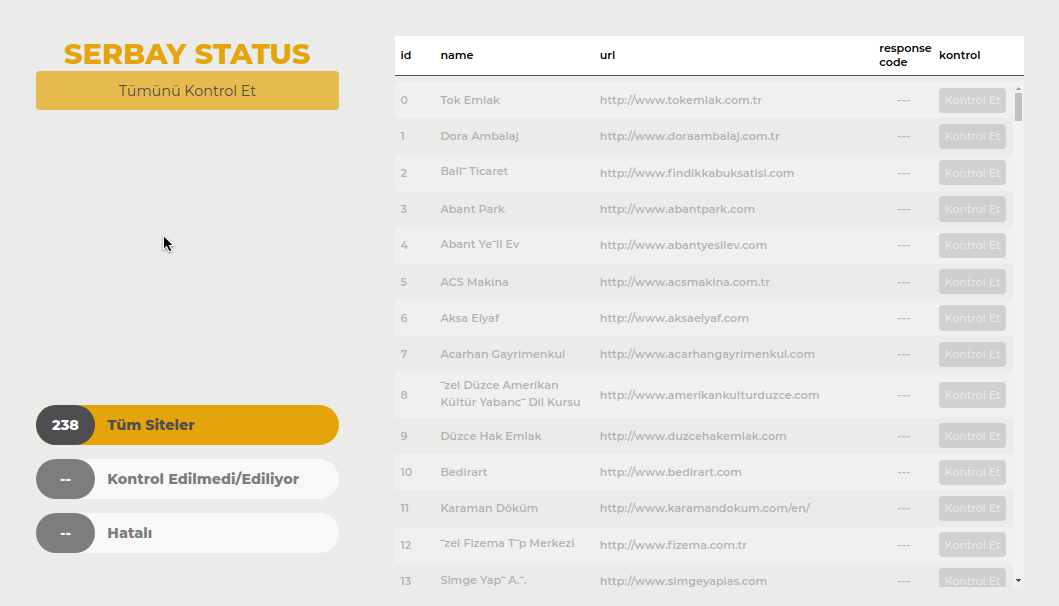 SERBAY STATUS
Tümünü Kontrol Et
238 Tüm Siteler
-- Kontrol Edilmedi/Ediliyor
-- Hatalı
id name url response code kontrol
0 Tok Emlak http://www.tokemlak.com.tr --- Kontrol Et
1 Dora Ambalaj http://www.doraambalaj.com.tr --- Kontrol Et
2 Ball¯ Ticaret http://www.findikkabuksatisi.com --- Kontrol Et
3 Abant Park http://www.abantpark.com --- Kontrol Et
4 Abant Ye¯il Ev http://www.abantyesilev.com --- Kontrol Et
5 ACS Makina http://www.acsmakina.com.tr --- Kontrol Et
6 Aksa Elyaf http://www.aksaelyaf.com --- Kontrol Et
7 Acarhan Gayrimenkul http://www.acarhangayrimenkul.com --- Kontrol Et
8 ¯zel Düzce Amerikan http://www.amerikankulturduzce.com --- Kontrol Et
Kültür Yabanc¯ Dil Kursu
9 Düzce Hak Emlak http://www.duzcehakemlak.com --- Kontrol Et
10 Bedirart http://www.bedirart.com --- Kontrol Et
11 Karaman Döküm http://www.karamandokum.com/en/ --- Kontrol Et
12 ¯zel Fizema T¯p Merkezi http://www.fizema.com.tr --- Kontrol Et
13 Simge Yap¯ A.¯. http://www.simgeyapias.com --- Kontrol Et